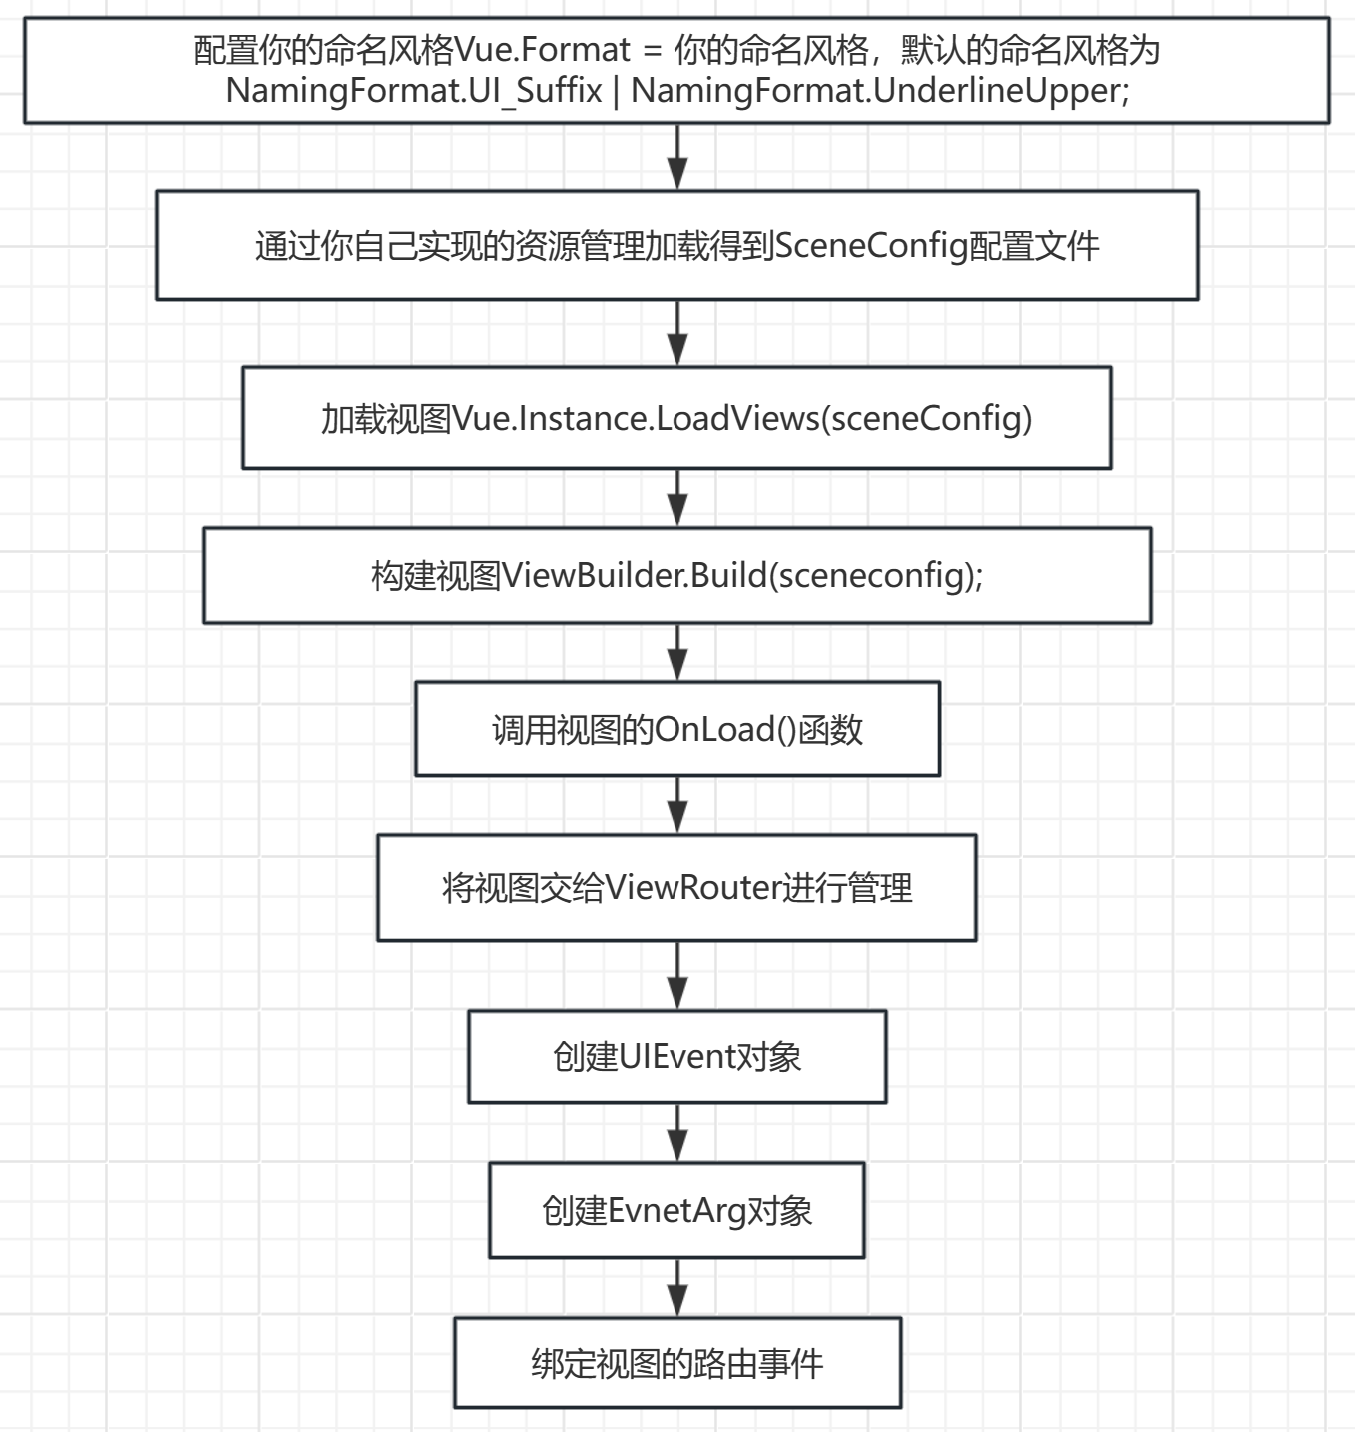 配置你的命名风格Vue.Format = 你的命名风格，默认的命名风格为
NamingFormat.UI_Suffix | NamingFormat.UnderlineUpper;
通过你自己实现的资源管理加载得到SceneConfig配置文件
加载视图Vue.Instance.LoadViews(sceneConfig)
构建视图ViewBuilder.Build(sceneconfig);
调用视图的OnLoad()函数
将视图交给ViewRouter进行管理
创建UIEvent对象
创建EvnetArg对象
绑定视图的路由事件